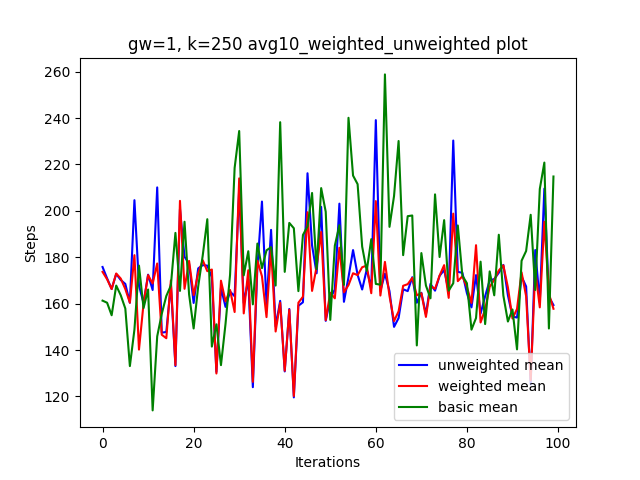 gw=1, k=250 avg10_weighted_unweighted plot
260
240
220
200
180
160
140
120
Steps
0 20 40 60 80 100
Iterations
unweighted mean
weighted mean
basic mean